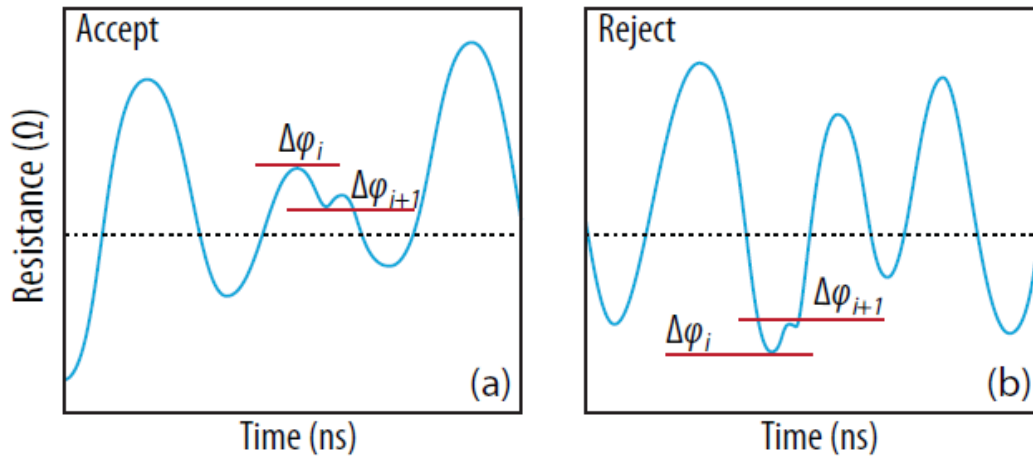 Accept
Δφi
Δφi+1
Resistance (Ω)
(a)
Time (ns)
Reject
Δφi+1
Δφi
(b)
Time (ns)